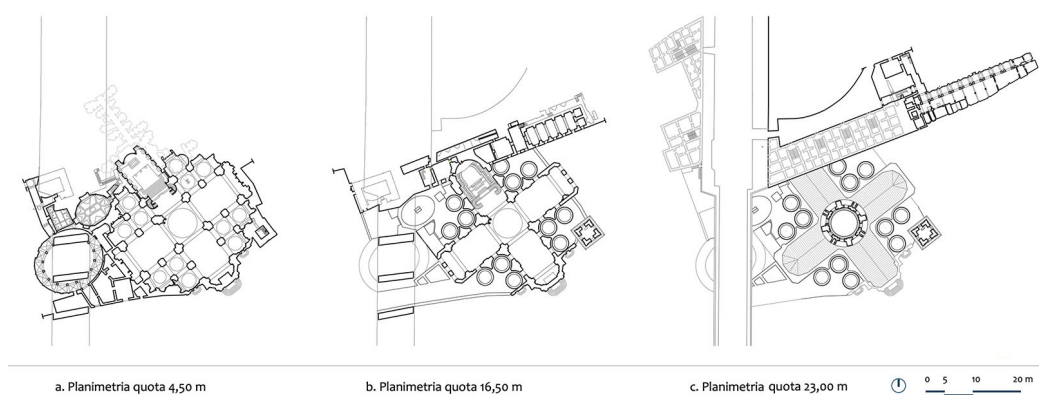 a. Planimetria quota 4,50 m
b. Planimetria quota 16,50 m
c. Planimetria quota 23,00 m
0 5 10 20 m